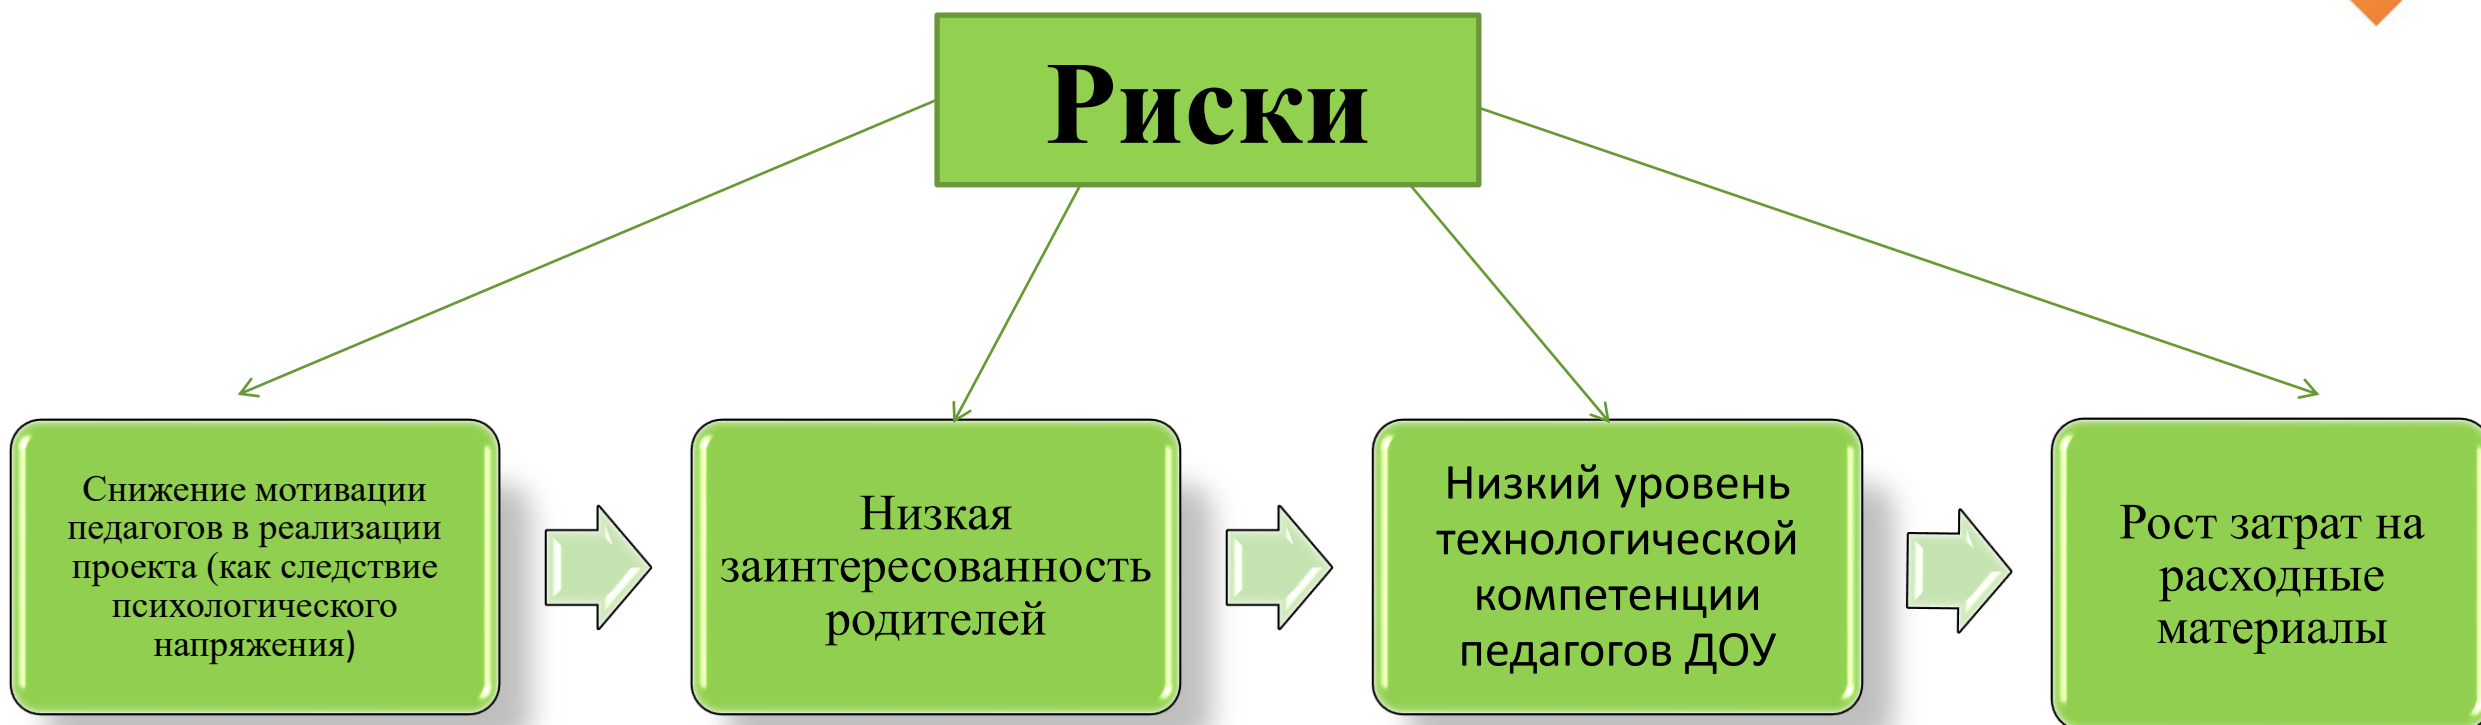 Риски
Снижение мотивации
педагогов в реализации
проекта (как следствие
психологического
напряжения)
Низкая
заинтересованность
родителей
Низкий уровень
технологической
компетенции
педагогов ДОУ
Рост затрат на
расходные
материалы